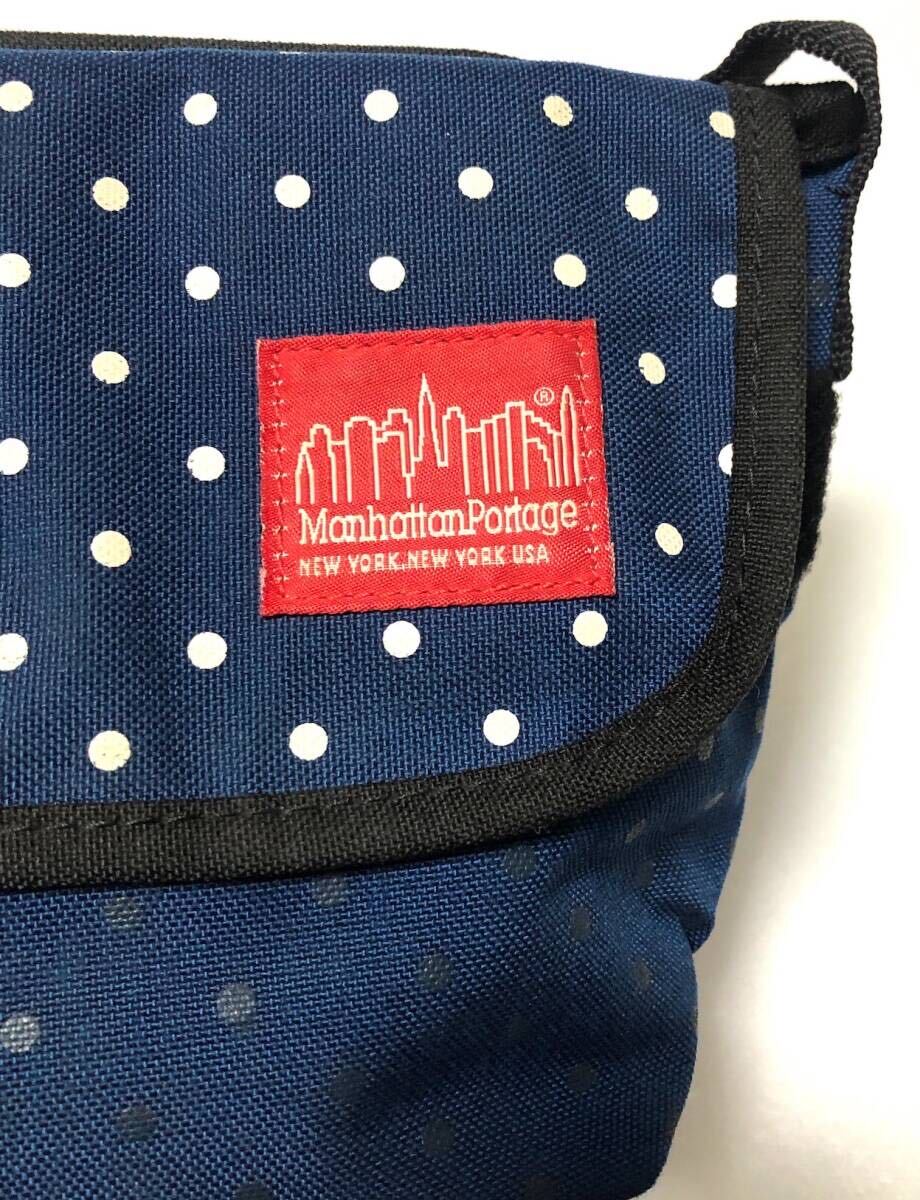 ®
ManhattanPortage
NEW YORK, NEW YORK USA